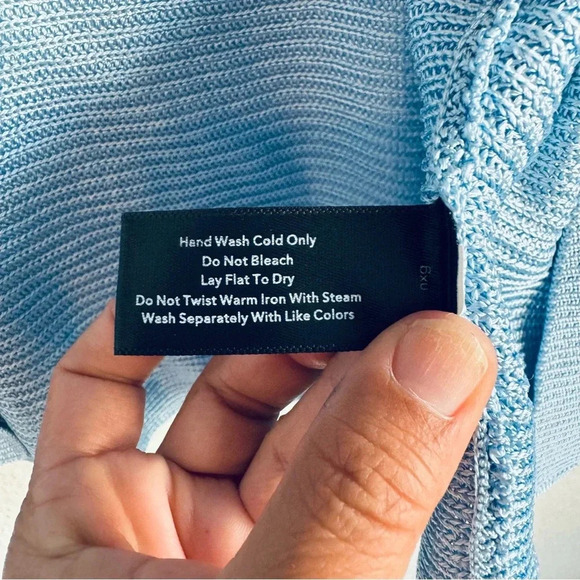 Hand Wash Cold Only
Do Not Bleach
Lay Flat To Dry
Do Not Twist Warm Iron With Steam
Wash Separately With Like Colors